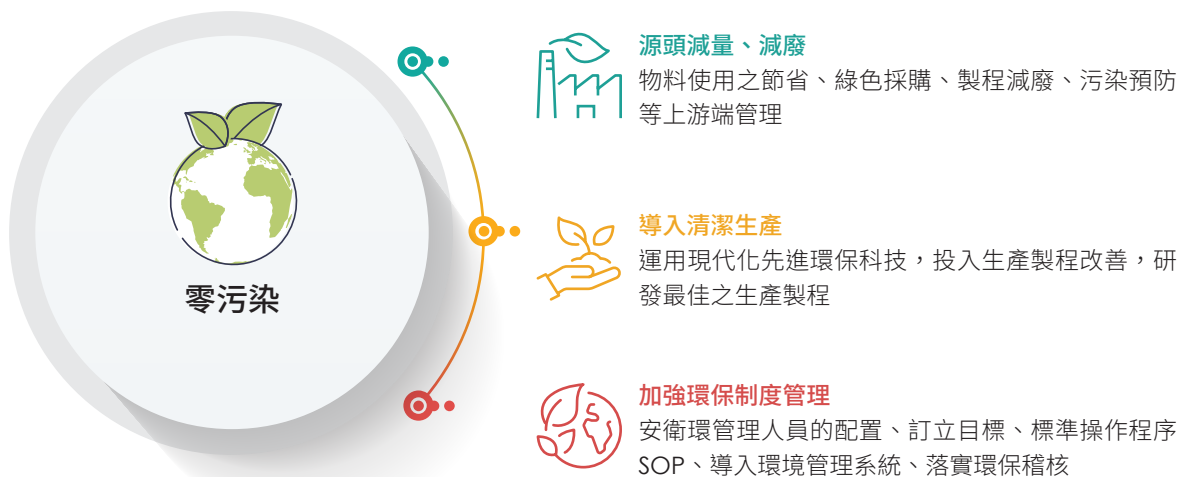 零污染
源頭減量、減廢
物料使用之節省、綠色採購、製程減廢、污染預防
等上游端管理
導入清潔生產
運用現代化先進環保科技，投入生產製程改善，研
發最佳之生產製程
加強環保制度管理
安衛環管理人員的配置、訂立目標、標準操作程序
SOP、導入環境管理系統、落實環保稽核